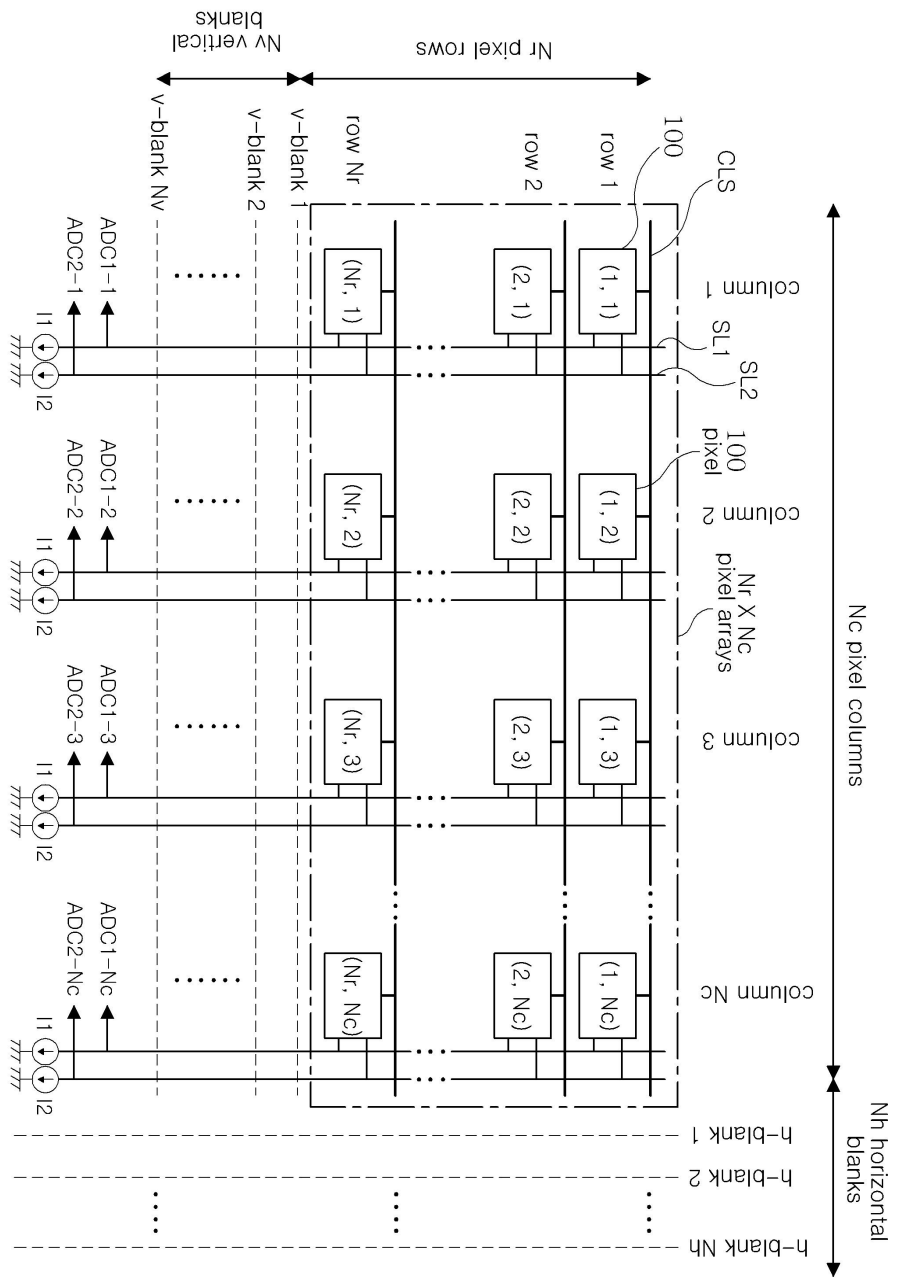 Nc pixel columns
Nh horizontal
blanks
column 1
column 2
column 3
column Nc
h-blank 1
h-blank 2
h-blank Nh
CLS
SL1
SL2
100
pixel
Nr X Nc
pixel arrays
100
Nr pixel rows
row 1
(1, 1)
(1, 2)
(1, 3)
(1, Nc)
row 2
(2, 1)
(2, 2)
(2, 3)
(2, Nc)
row Nr
(Nr, 1)
(Nr, 2)
(Nr, 3)
(Nr, Nc)
Nv vertical
blanks
v-blank 1
v-blank 2
v-blank Nv
ADC1-1
ADC1-2
ADC1-3
ADC1-Nc
ADC2-1
ADC2-2
ADC2-3
ADC2-Nc
I1
I2
I1
I2
I1
I2
I1
I2